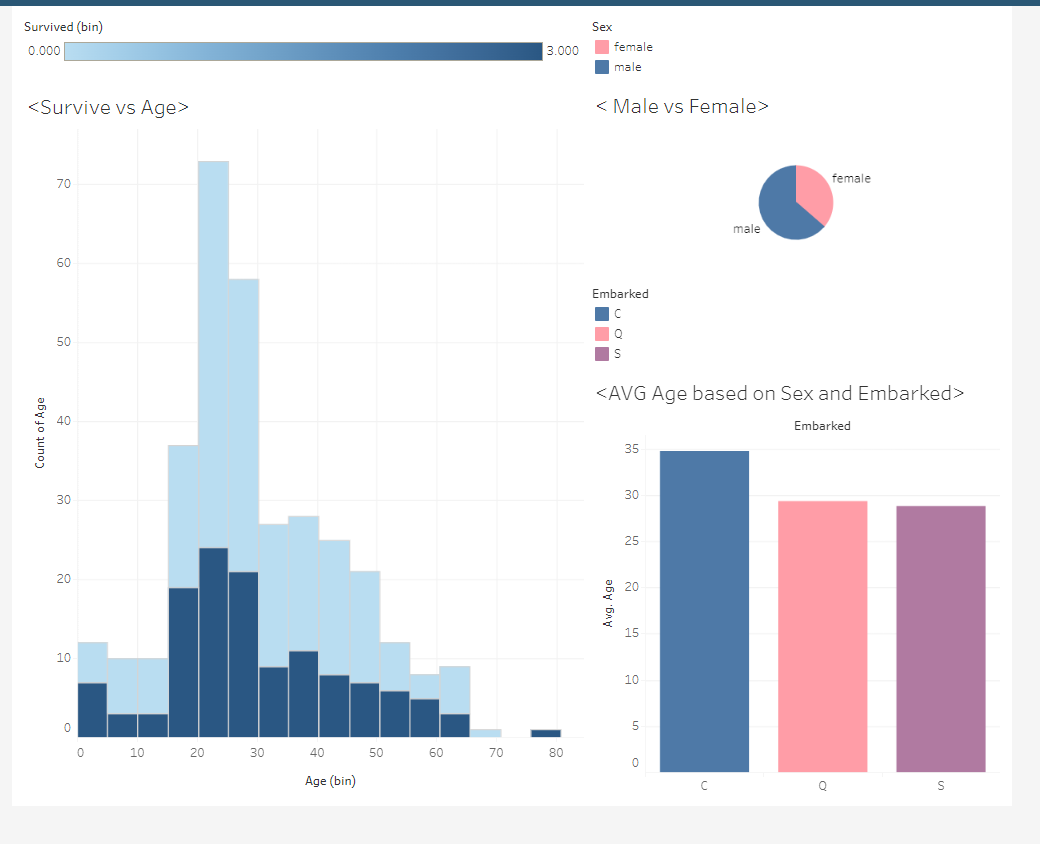 Survived (bin)
0.000 3.000
Sex
female
male
<Survive vs Age>
Count of Age
70
60
50
40
30
20
10
0
0 10 20 30 40 50 60 70 80
Age (bin)
< Male vs Female>
female
male
Embarked
C
Q
S
<AVG Age based on Sex and Embarked>
Embarked
Avg. Age
35
30
25
20
15
10
5
0
C Q S